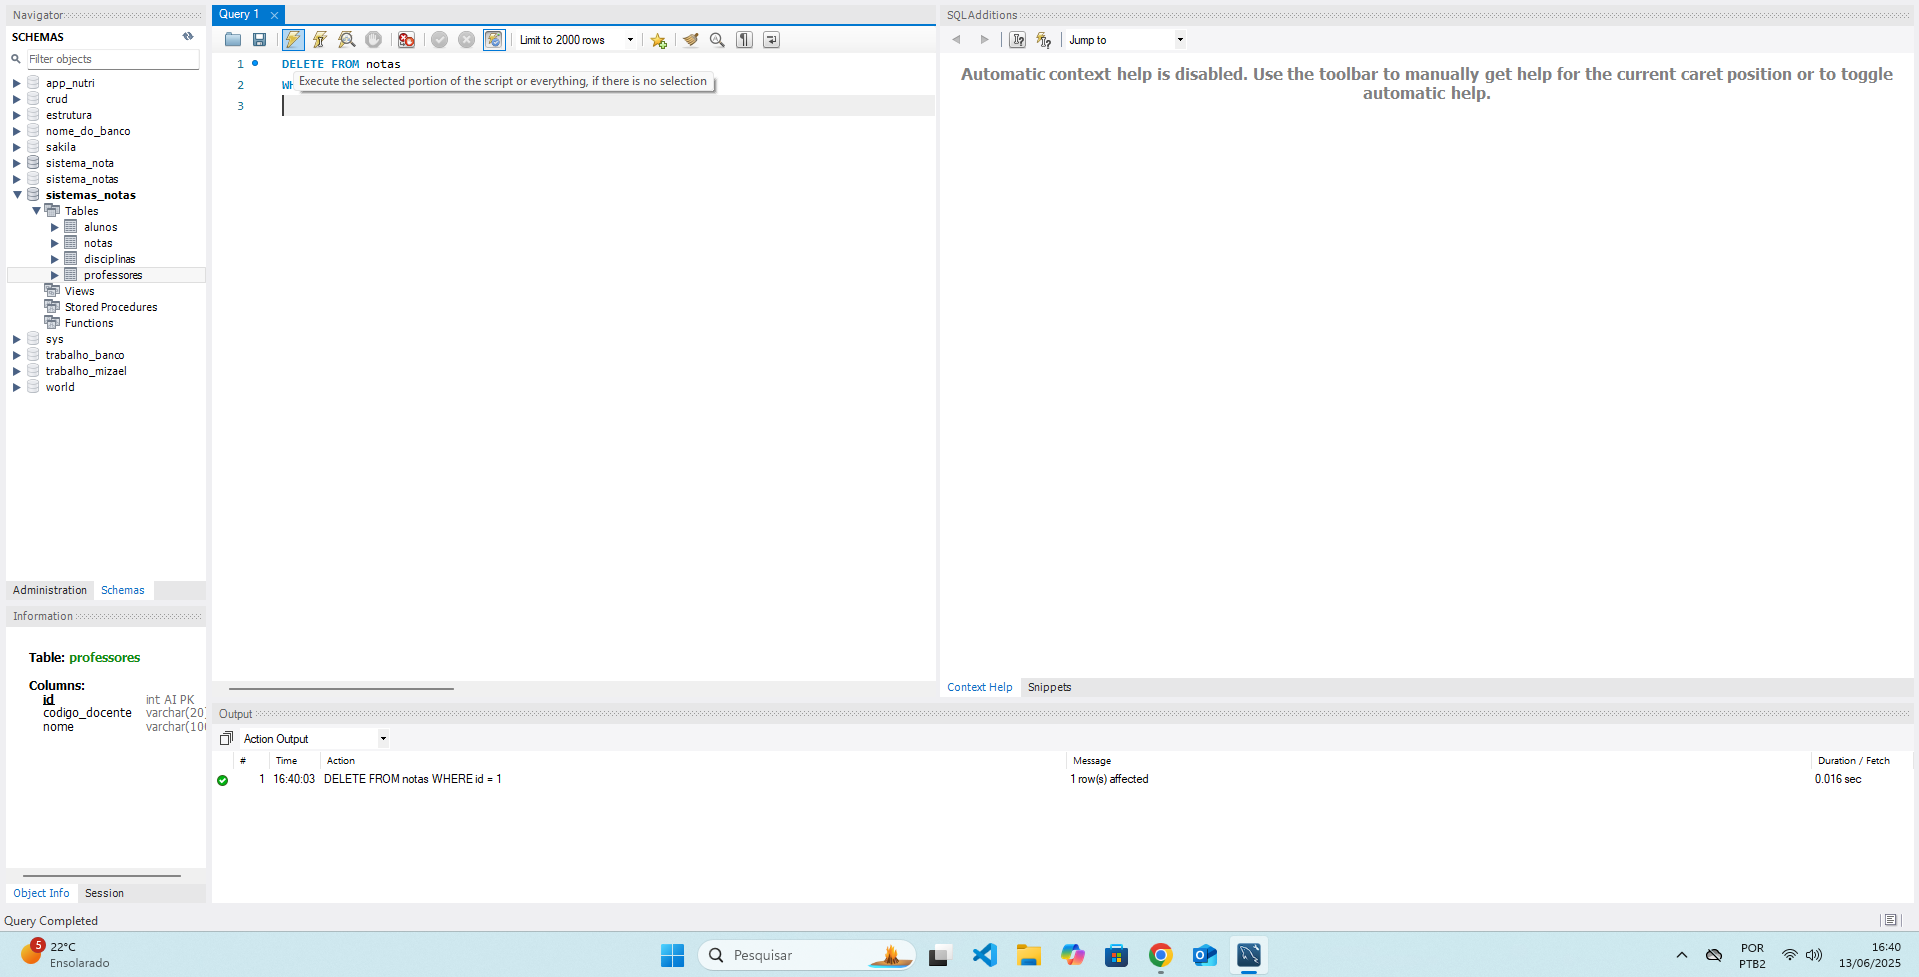 Navigator
SCHEMAS
Filter objects
app_nutri
crud
estrutura
nome_do_banco
sakila
sistema_nota
sistema_notas
sistemas_notas
Tables
alunos
notas
disciplinas
professores
Views
Stored Procedures
Functions
sys
trabalho_banco
trabalho_mizael
world
Administration
Schemas
Information
Table: professores
Columns:
id int AI PK
codigo_docente varchar(20)
nome varchar(10
Object Info
Session
Query Completed
Query 1
Limit to 2000 rows
1 DELETE FROM notas
2 WH
3
Execute the selected portion of the script or everything, if there is no selection
SQLAdditions
Jump to
Automatic context help is disabled. Use the toolbar to manually get help for the current caret position or to toggle
automatic help.
Context Help
Snippets
Output
Action Output
# Time Action Message Duration / Fetch
1 16:40:03 DELETE FROM notas WHERE id = 1 1 row(s) affected 0.016 sec
5
22°C
Ensolarado
Pesquisar
POR
PTB2
16:40
13/06/2025